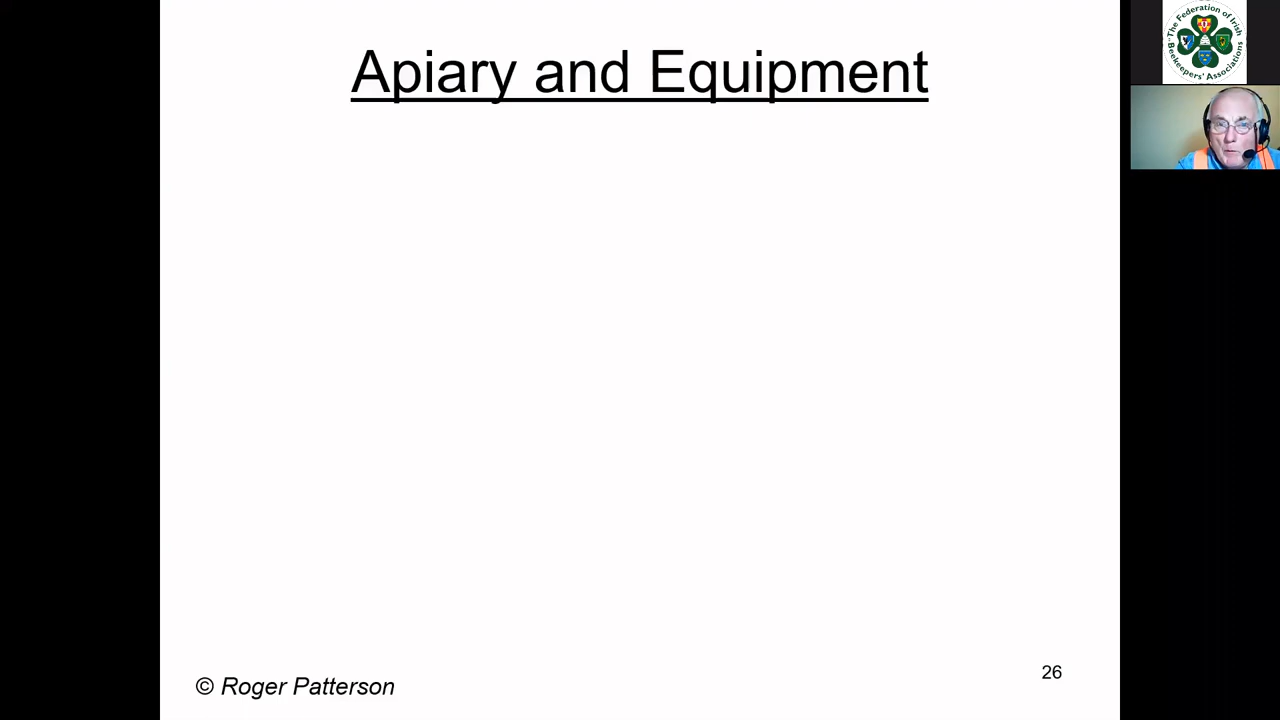 Apiary and Equipment
"The Federation of Irish
Beekeepers' Associations"
© Roger Patterson
26